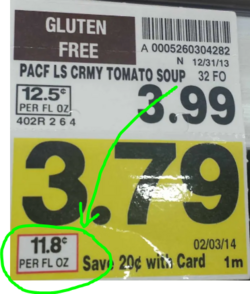 GLUTEN
FREE
A 0005260304282
N 12/31/13
PACF LS CRMY TOMATO SOUP 32 FO
12.5¢
PER FL OZ
3.99
402R 2 6 4
3.79
11.8¢
PER FL OZ
02/03/14
Save 20¢ with Card 1m